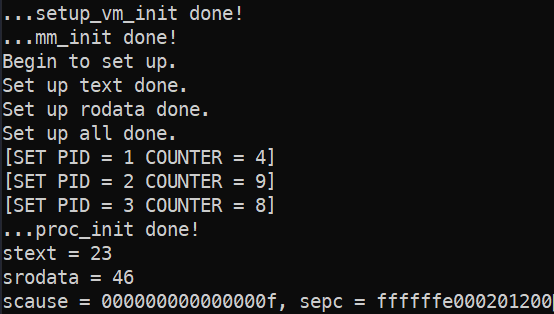 ...setup_vm_init done!
...mm_init done!
Begin to set up.
Set up text done.
Set up rodata done.
Set up all done.
[SET PID = 1 COUNTER = 4]
[SET PID = 2 COUNTER = 9]
[SET PID = 3 COUNTER = 8]
...proc_init done!
stext = 23
srodata = 46
scause = 000000000000000f, sepc = ffffffe000201200